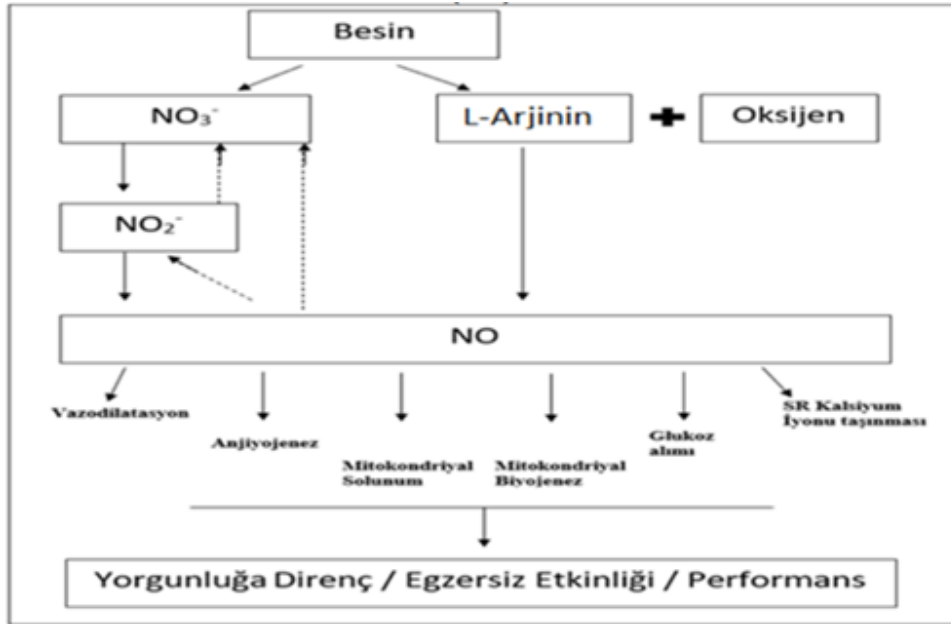 Besin
NO₃⁻
L-Arjinin + Oksijen
NO₂⁻
NO
Vazodilatasyon
Anjiyojenez
Mitokondriyal
Solunum
Mitokondriyal
Biyojenez
Glukoz
alımı
SR Kalsiyum
İyonu taşınması
Yorgunluğa Direnç / Egzersiz Etkinliği / Performans